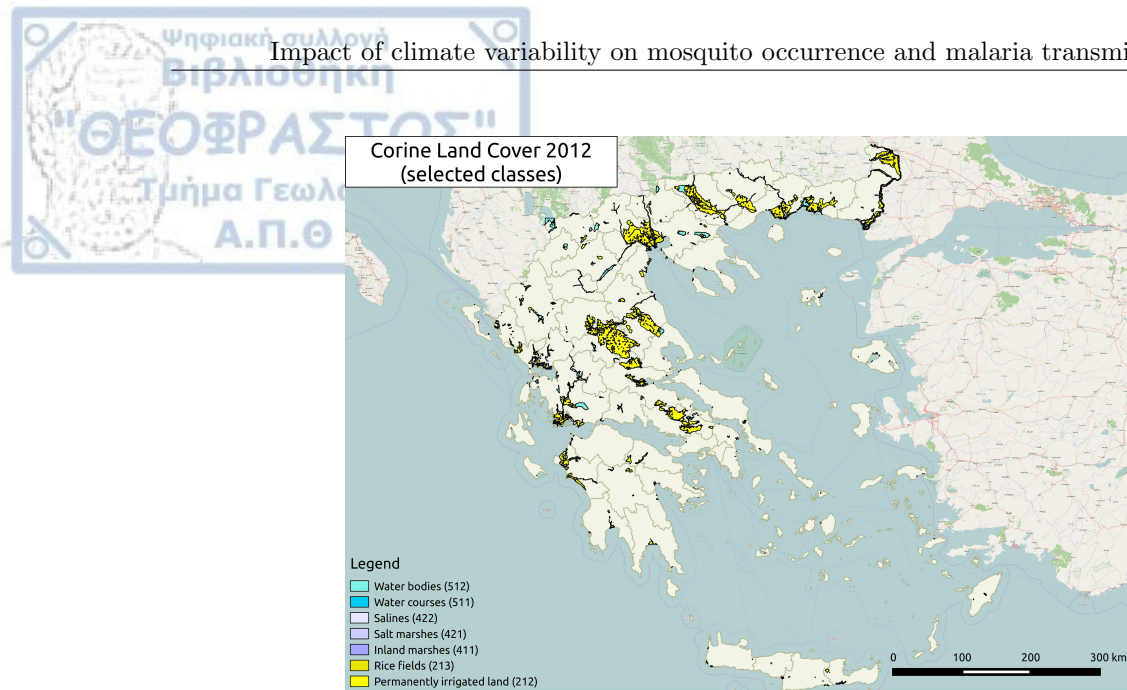 Ψηφιακή συλλογή
Impact of climate variability on mosquito occurrence and malaria transmi
Βιβλιοθήκη
"ΘΕΟΦΡΑΣΤΟΣ"
Τμήμα Γεωλο
Α.Π.Θ
Corine Land Cover 2012
(selected classes)
Legend
Water bodies (512)
Water courses (511)
Salines (422)
Salt marshes (421)
Inland marshes (411)
Rice fields (213)
Permanently irrigated land (212)
0 100 200 300 km